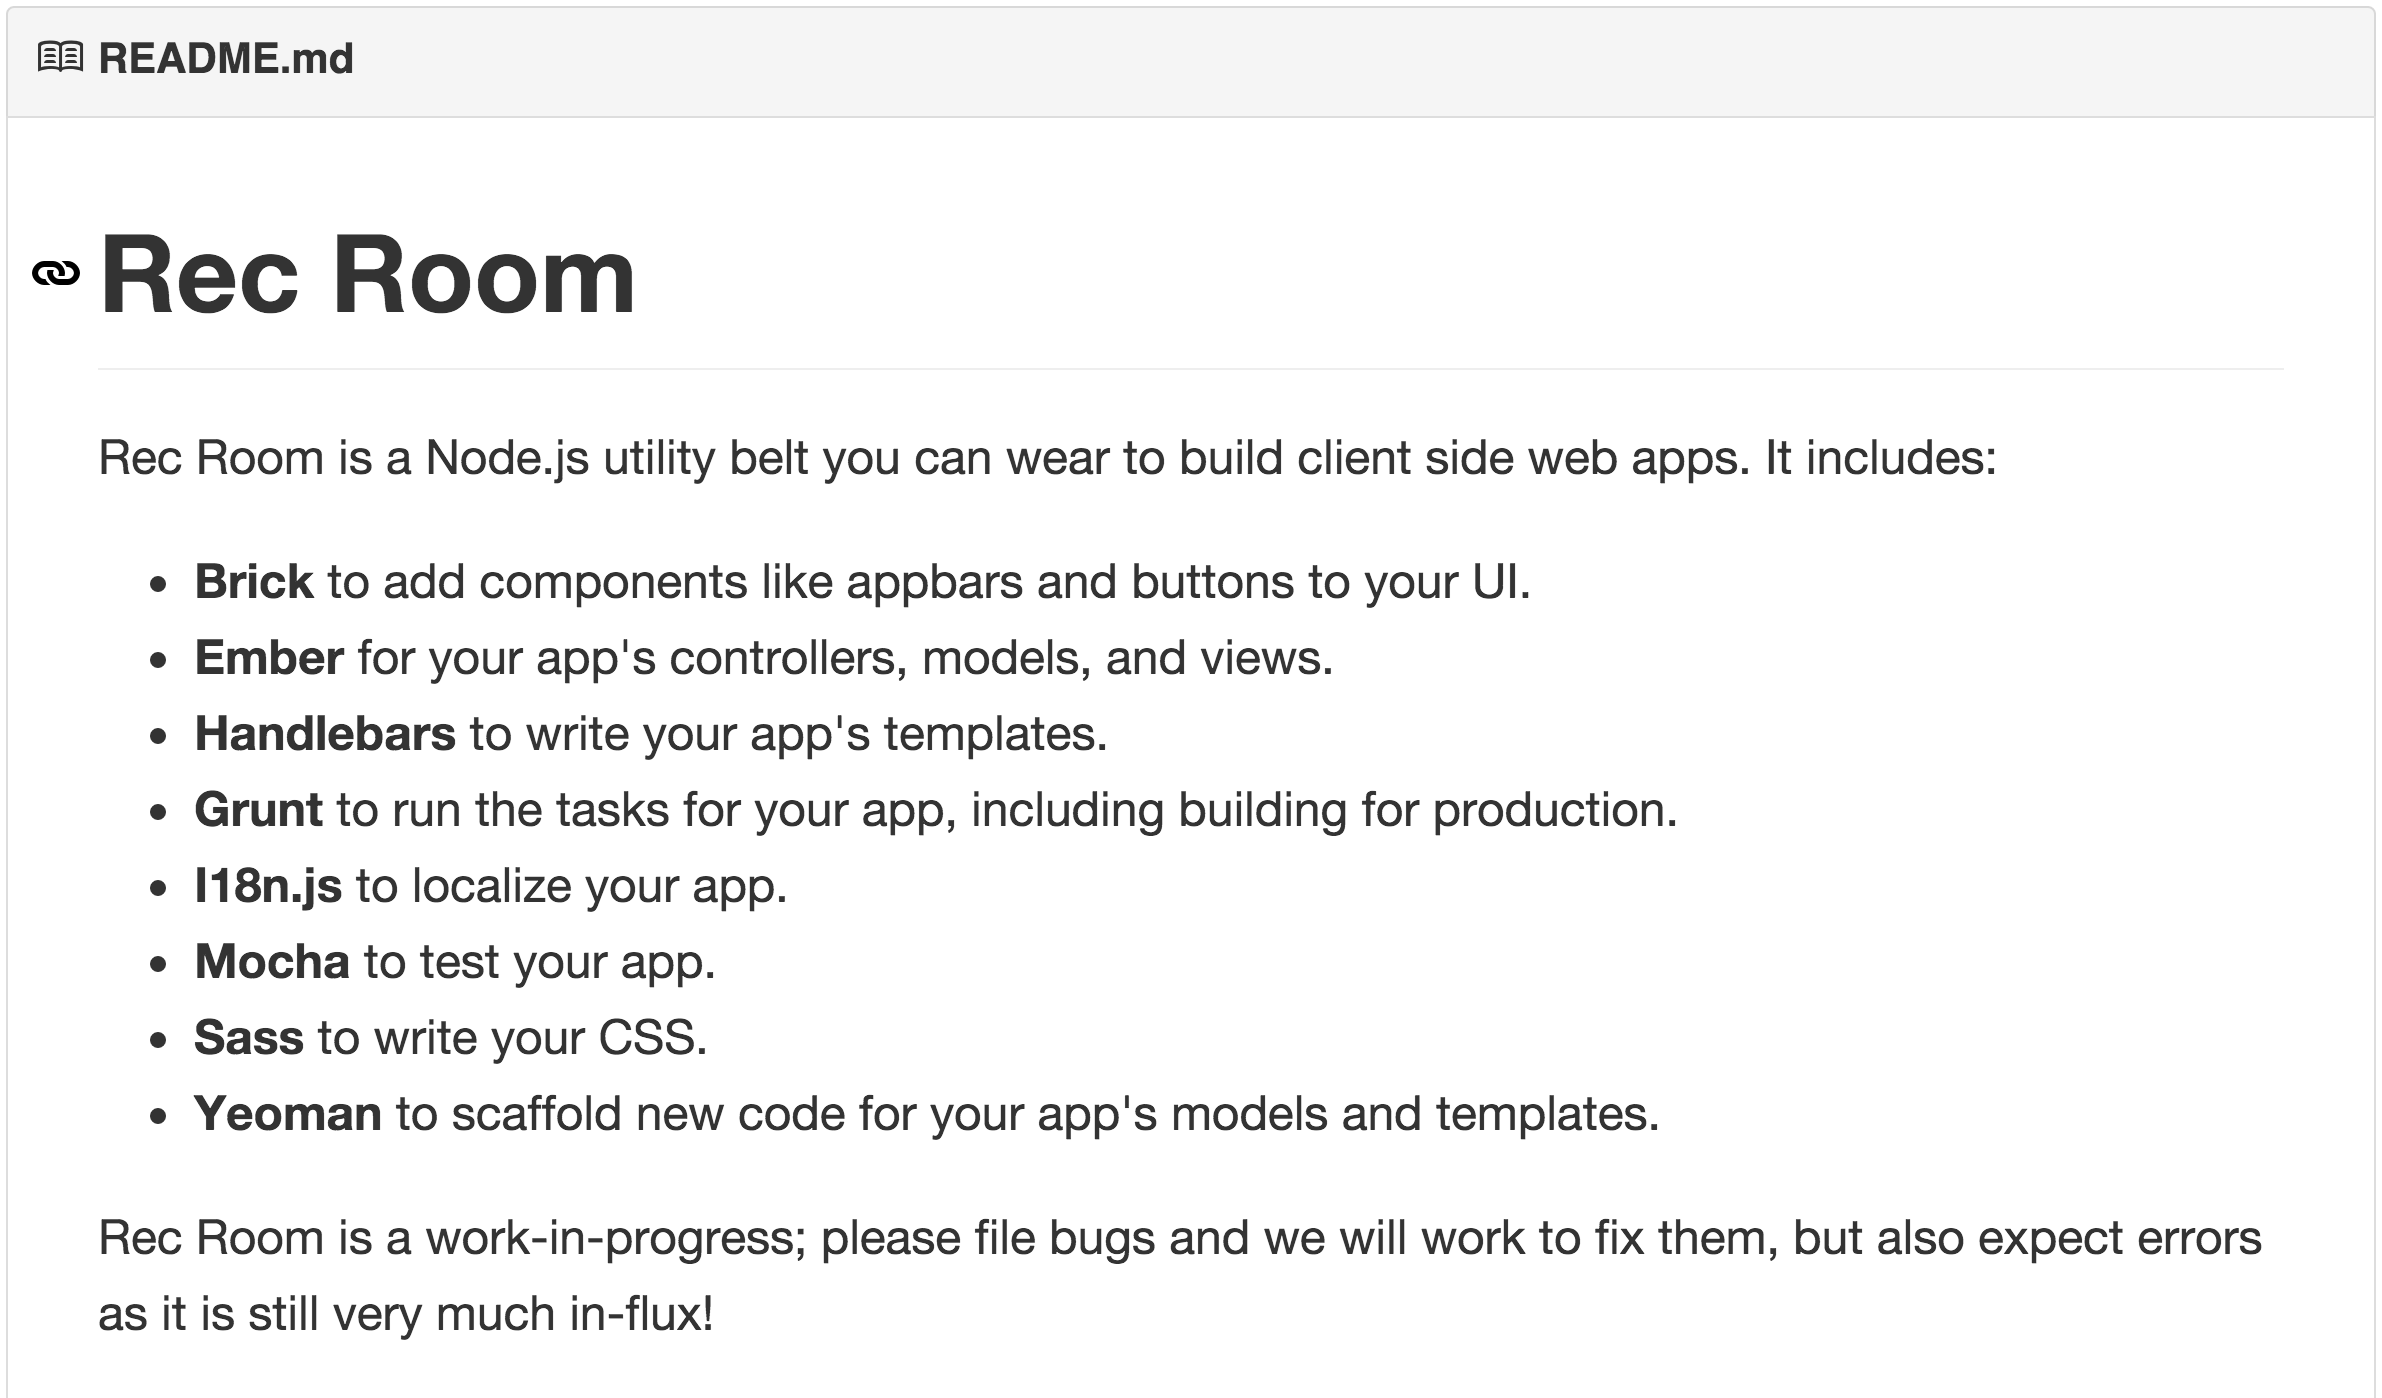 README.md
Rec Room
Rec Room is a Node.js utility belt you can wear to build client side web apps. It includes:
Brick to add components like appbars and buttons to your UI.
Ember for your app's controllers, models, and views.
Handlebars to write your app's templates.
Grunt to run the tasks for your app, including building for production.
I18n.js to localize your app.
Mocha to test your app.
Sass to write your CSS.
Yeoman to scaffold new code for your app's models and templates.
Rec Room is a work-in-progress; please file bugs and we will work to fix them, but also expect errors
as it is still very much in-flux!